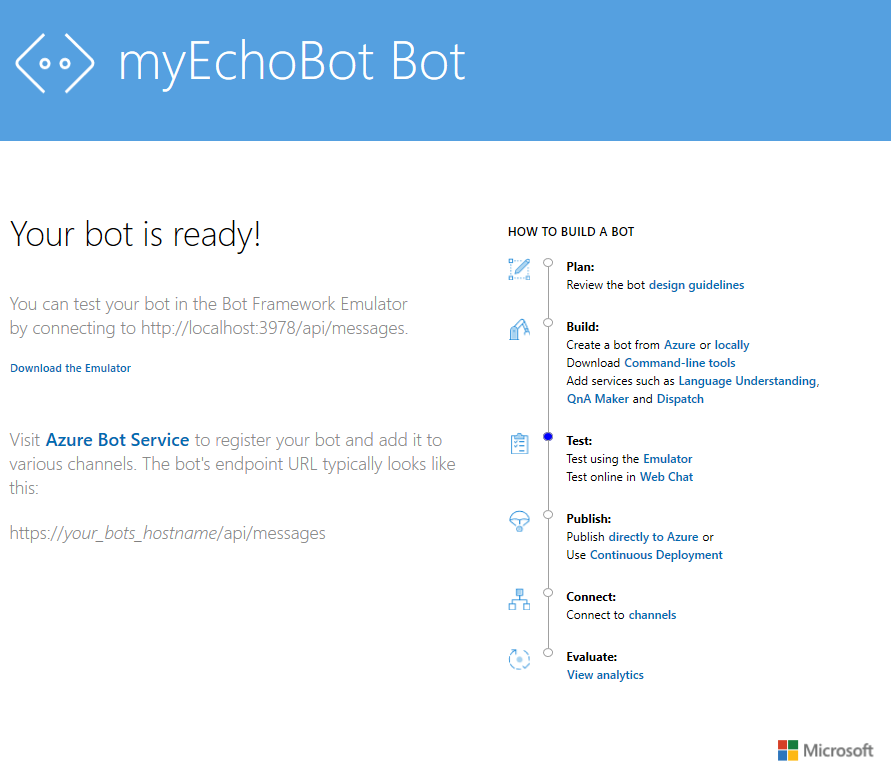 myEchoBot Bot
Your bot is ready!
You can test your bot in the Bot Framework Emulator
by connecting to http://localhost:3978/api/messages.
Download the Emulator
Visit Azure Bot Service to register your bot and add it to
various channels. The bot's endpoint URL typically looks like
this:
https://your_bots_hostname/api/messages
HOW TO BUILD A BOT
Plan:
Review the bot design guidelines
Build:
Create a bot from Azure or locally
Download Command-line tools
Add services such as Language Understanding,
QnA Maker and Dispatch
Test:
Test using the Emulator
Test online in Web Chat
Publish:
Publish directly to Azure or
Use Continuous Deployment
Connect:
Connect to channels
Evaluate:
View analytics
Microsoft